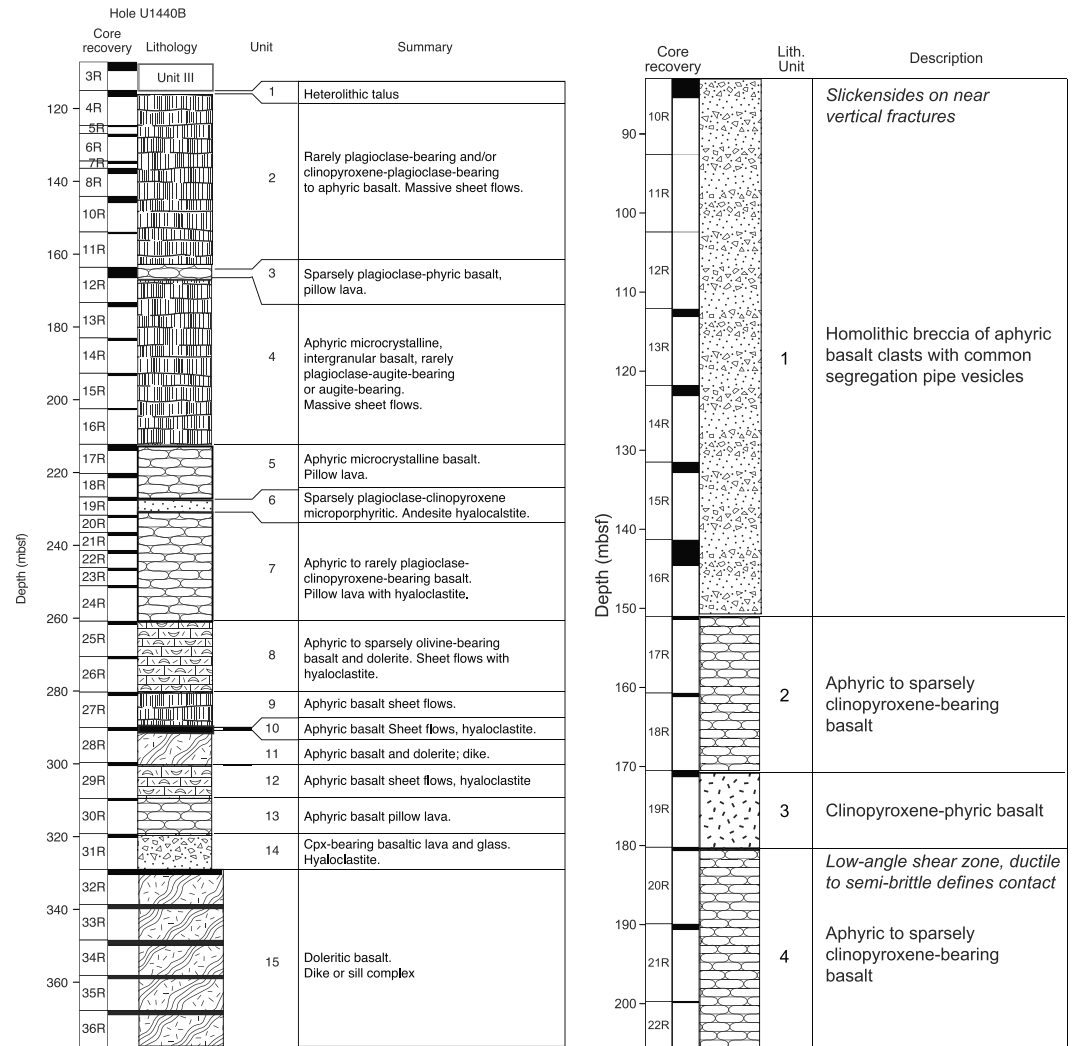 Hole U1440B
Core
recovery
Lithology
Unit
Summary
Depth (mbsf)
120
140
160
180
200
220
240
260
280
300
320
340
360
3R
4R
5R
6R
7R
8R
10R
11R
12R
13R
14R
15R
16R
17R
18R
19R
20R
21R
22R
23R
24R
25R
26R
27R
28R
29R
30R
31R
32R
33R
34R
35R
36R
Unit III
1
Heterolithic talus
2
Rarely plagioclase-bearing and/or
clinopyroxene-plagioclase-bearing
to aphyric basalt. Massive sheet flows.
3
Sparsely plagioclase-phyric basalt,
pillow lava.
4
Aphyric microcrystalline,
intergranular basalt, rarely
plagioclase-augite-bearing
or augite-bearing.
Massive sheet flows.
5
Aphyric microcrystalline basalt.
Pillow lava.
6
Sparsely plagioclase-clinopyroxene
microporphyritic. Andesite hyalocalstite.
7
Aphyric to rarely plagioclase-
clinopyroxene-bearing basalt.
Pillow lava with hyaloclastite.
8
Aphyric to sparsely olivine-bearing
basalt and dolerite. Sheet flows with
hyaloclastite.
9
Aphyric basalt sheet flows.
10
Aphyric basalt Sheet flows, hyaloclastite.
11
Aphyric basalt and dolerite; dike.
12
Aphyric basalt sheet flows, hyaloclastite
13
Aphyric basalt pillow lava.
14
Cpx-bearing basaltic lava and glass.
Hyaloclastite.
15
Doleritic basalt.
Dike or sill complex
Core
recovery
Lith.
Unit
Description
Depth (mbsf)
90
100
110
120
130
140
150
160
170
180
190
200
10R
11R
12R
13R
14R
15R
16R
17R
18R
19R
20R
21R
22R
Slickensides on near
vertical fractures
1
Homolithic breccia of aphyric
basalt clasts with common
segregation pipe vesicles
2
Aphyric to sparsely
clinopyroxene-bearing
basalt
3
Clinopyroxene-phyric basalt
Low-angle shear zone, ductile
to semi-brittle defines contact
4
Aphyric to sparsely
clinopyroxene-bearing
basalt